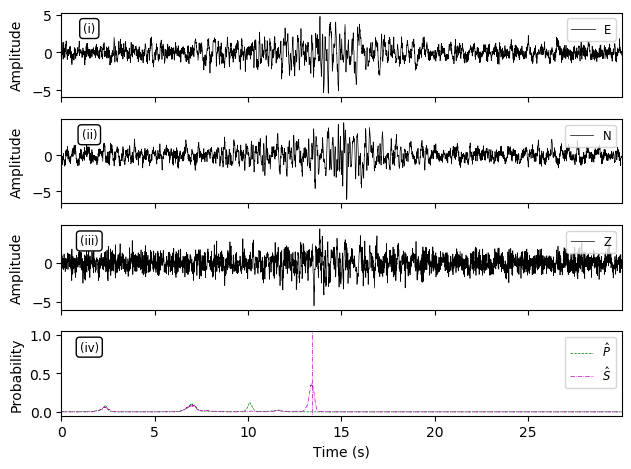 5
0
−5
Amplitude
(i)
E
0
−5
Amplitude
(ii)
N
0
−5
Amplitude
(iii)
Z
1.0
0.5
0.0
Probability
(iv)
P̂
Ŝ
0 5 10 15 20 25
Time (s)